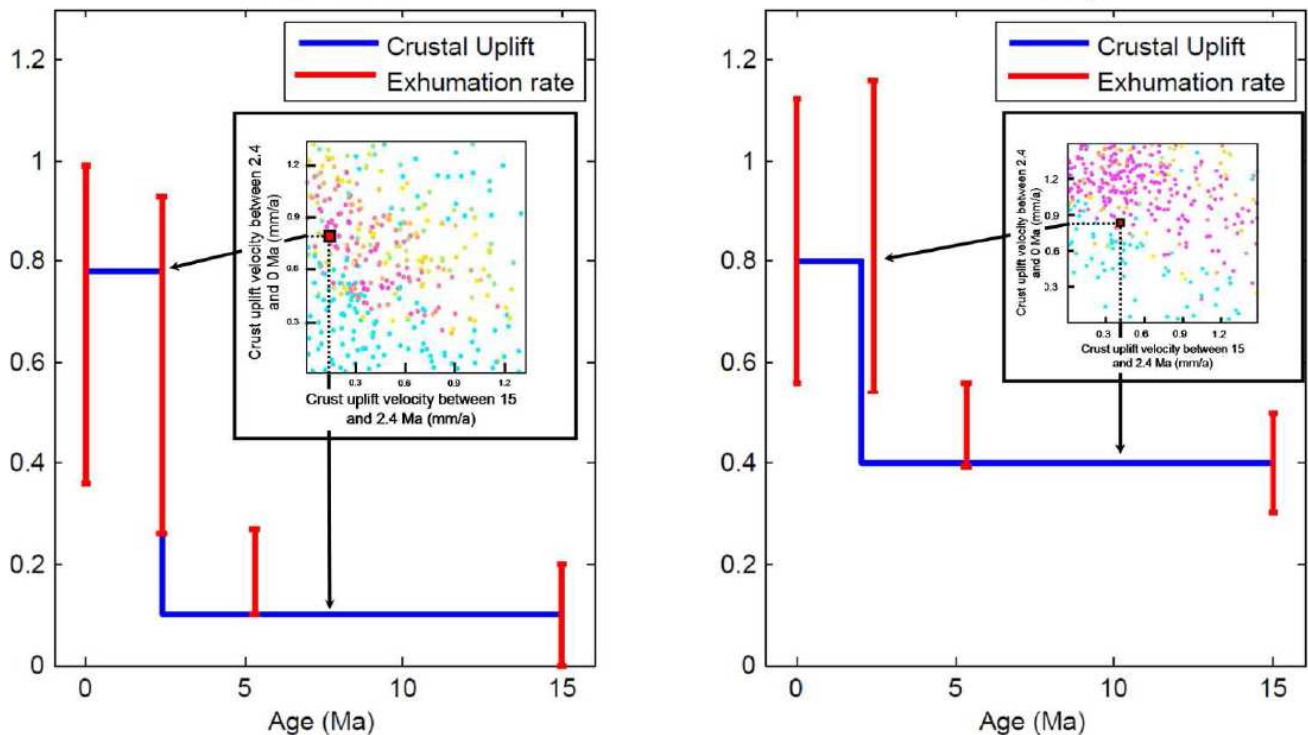 1.2
1
0.8
0.6
0.4
0.2
0
0
5
10
15
Age (Ma)
Crustal Uplift
Exhumation rate
Crust uplift velocity between 2.4
and 0 Ma (mm/a)
1.2
0.9
0.6
0.3
0.3
0.6
0.9
1.2
Crust uplift velocity between 15
and 2.4 Ma (mm/a)
1.2
1
0.8
0.6
0.4
0.2
0
0
5
10
15
Age (Ma)
Crustal Uplift
Exhumation rate
Crust uplift velocity between 2.4
and 0 Ma (mm/a)
1.2
0.9
0.6
0.3
0.3
0.6
0.9
1.2
Crust uplift velocity between 15
and 2.4 Ma (mm/a)